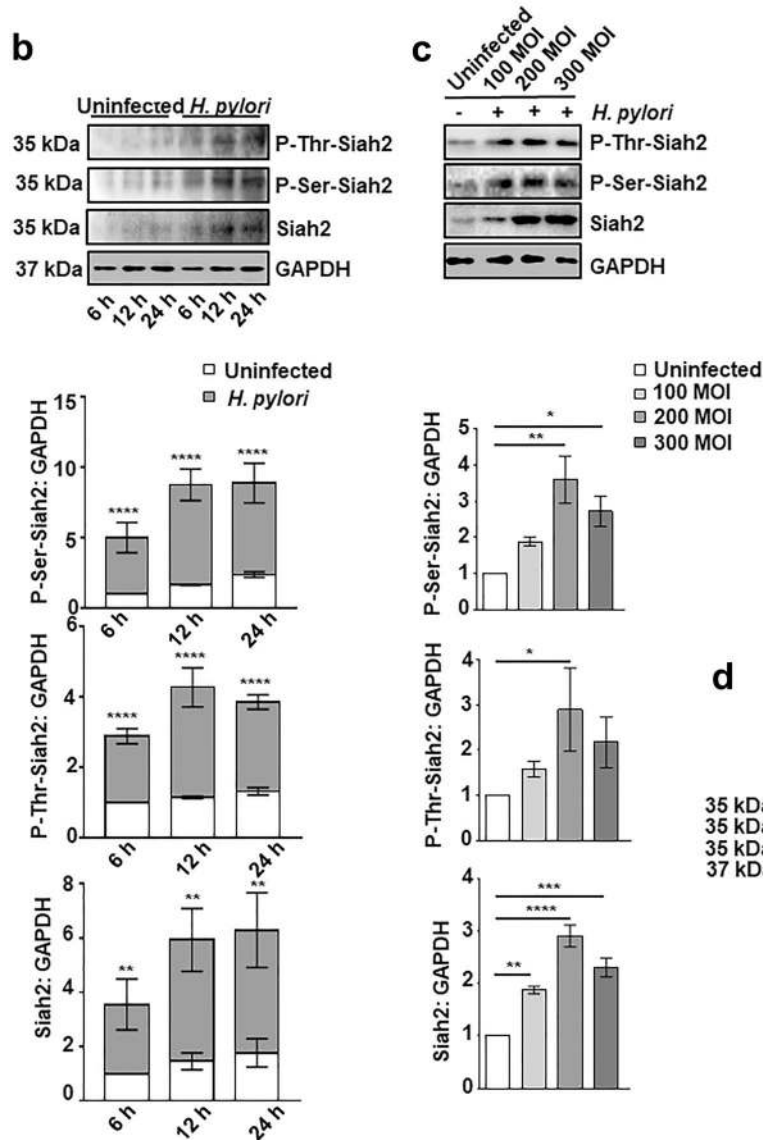 b
Uninfected H. pylori
35 kDa P-Thr-Siah2
35 kDa P-Ser-Siah2
35 kDa Siah2
37 kDa GAPDH
6 h 12 h 24 h 6 h 12 h 24 h
Uninfected
H. pylori
P-Ser-Siah2: GAPDH
15
10
5
0
**** **** ****
6 h 12 h 24 h
P-Thr-Siah2: GAPDH
6
4
2
0
**** **** ****
6 h 12 h 24 h
Siah2: GAPDH
8
6
4
2
0
** ** **
6 h 12 h 24 h
c
Uninfected 100 MOI 200 MOI 300 MOI
- + + + H. pylori
P-Thr-Siah2
P-Ser-Siah2
Siah2
GAPDH
Uninfected
100 MOI
200 MOI
300 MOI
P-Ser-Siah2: GAPDH
5
4
3
2
1
0
*
**
P-Thr-Siah2: GAPDH
4
3
2
1
0
*
Siah2: GAPDH
4
3
2
1
0
***
****
**
d
35 kDa
35 kDa
35 kDa
37 kDa